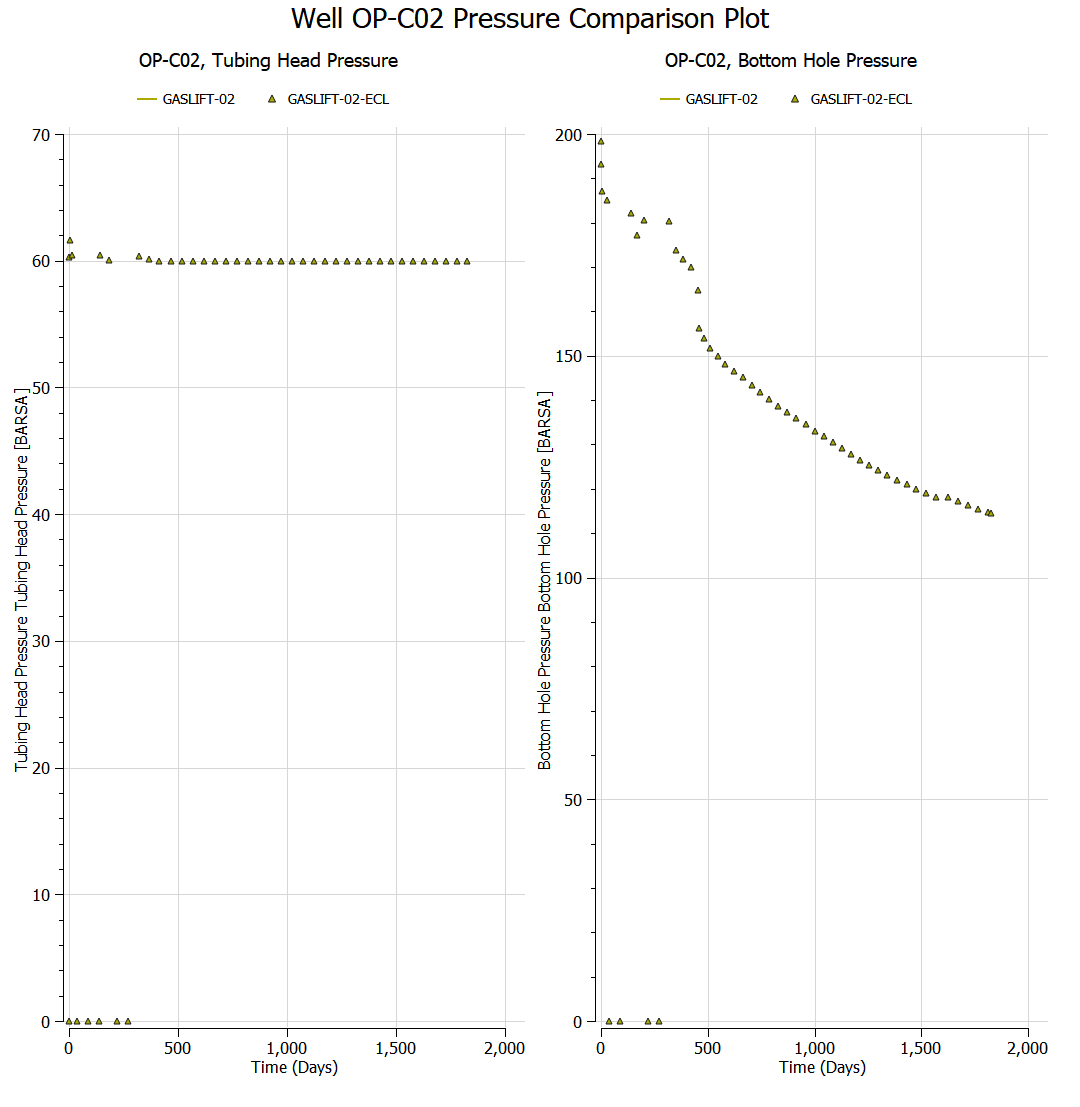 Well OP-C02 Pressure Comparison Plot
OP-C02, Tubing Head Pressure
GASLIFT-02
GASLIFT-02-ECL
70
60
50
40
30
20
10
0
Tubing Head Pressure Tubing Head Pressure [BARSA]
0
500
1,000
1,500
2,000
Time (Days)
OP-C02, Bottom Hole Pressure
GASLIFT-02
GASLIFT-02-ECL
200
150
100
50
0
Bottom Hole Pressure Bottom Hole Pressure [BARSA]
0
500
1,000
1,500
2,000
Time (Days)